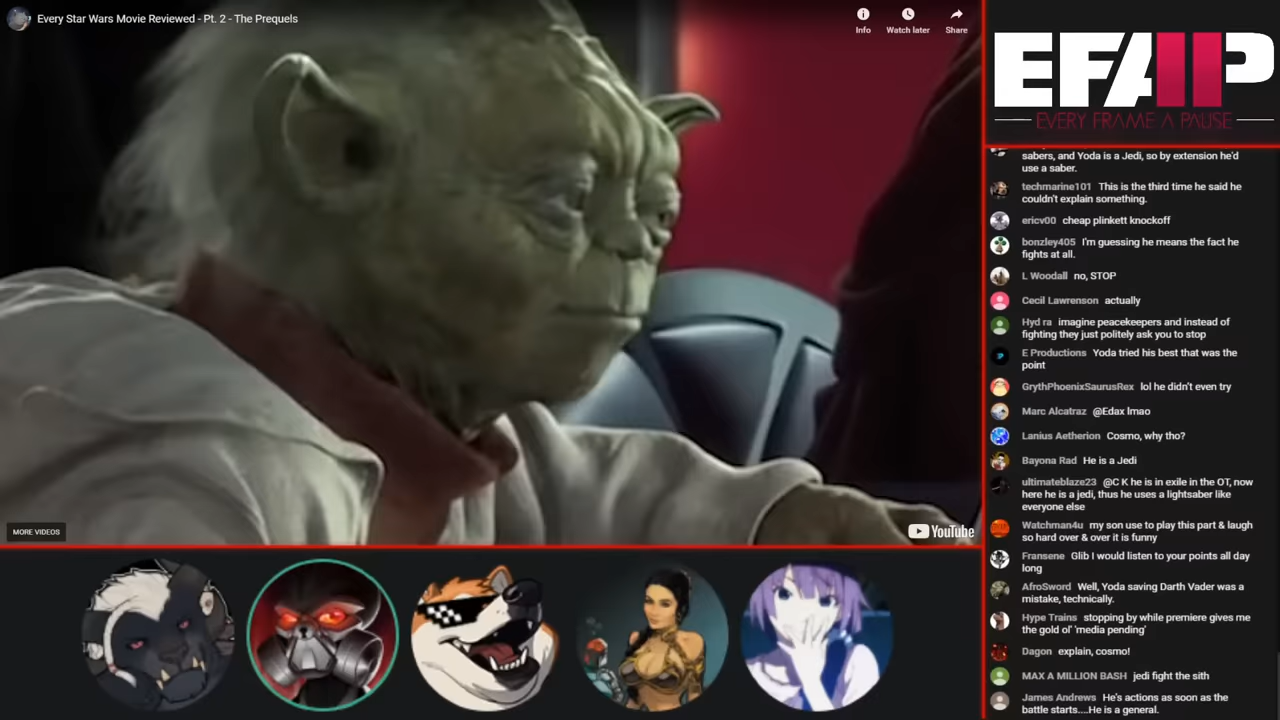 Every Star Wars Movie Reviewed - Pt. 2 - The Prequels
Info
Watch later
Share
MORE VIDEOS
YouTube
EFAP
EVERY FRAME A PAUSE
sabers, and Yoda is a Jedi, so by extension he'd
use a saber.
techmarine101 This is the third time he said he
couldn't explain something.
ericv00 cheap plinkett knockoff
bonzley405 I'm guessing he means the fact he
fights at all.
L Woodall no, STOP
Cecil Lawrenson actually
Hyd ra imagine peacekeepers and instead of
fighting they just politely ask you to stop
E Productions Yoda tried his best that was the
point
GrythPhoenixSaurusRex lol he didn't even try
Marc Alcatraz @Edax lmao
Lanius Aetherion Cosmo, why tho?
Bayona Rad He is a Jedi
ultimateblaze23 @C K he is in exile in the OT, now
here he is a jedi, thus he uses a lightsaber like
everyone else
Watchman4u my son use to play this part & laugh
so hard over & over it is funny
Fransene Glib I would listen to your points all day
long
AfroSword Well, Yoda saving Darth Vader was a
mistake, technically.
Hype Trains stopping by while premiere gives me
the gold ol' 'media pending'
Dagon explain, cosmo!
MAX A MILLION BASH jedi fight the sith
James Andrews He's actions as soon as the
battle starts....He is a general.